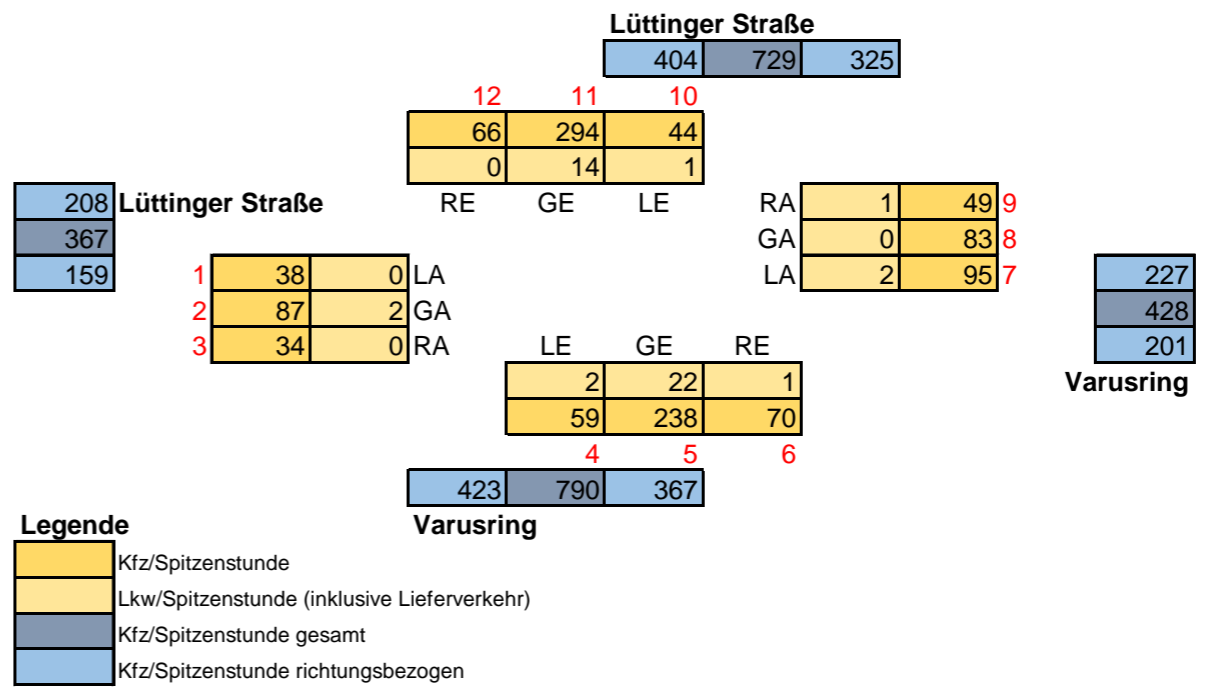 Lüttinger Straße
404 729 325
12 11 10
66 294 44
0 14 1
208 Lüttinger Straße RE GE LE RA 1 49 9
367 GA 0 83 8
159 1 38 0 LA LA 2 95 7 227
2 87 2 GA 428
3 34 0 RA LE GE RE 201
2 22 1 Varusring
59 238 70
4 5 6
423 790 367
Legende Varusring
Kfz/Spitzenstunde
Lkw/Spitzenstunde (inklusive Lieferverkehr)
Kfz/Spitzenstunde gesamt
Kfz/Spitzenstunde richtungsbezogen